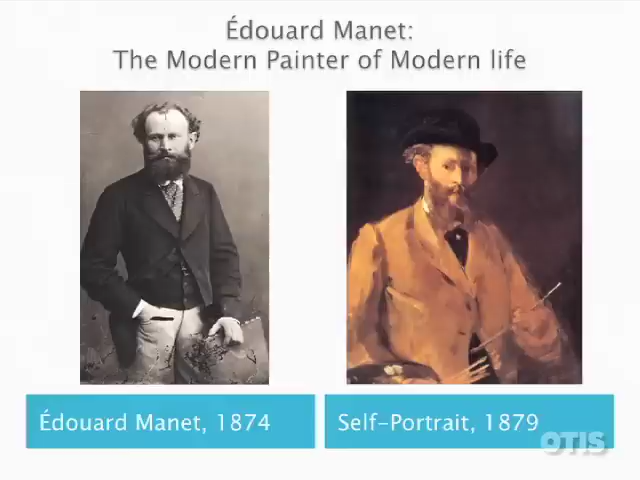 Édouard Manet:
The Modern Painter of Modern life
Édouard Manet, 1874
Self-Portrait, 1879
OTIS